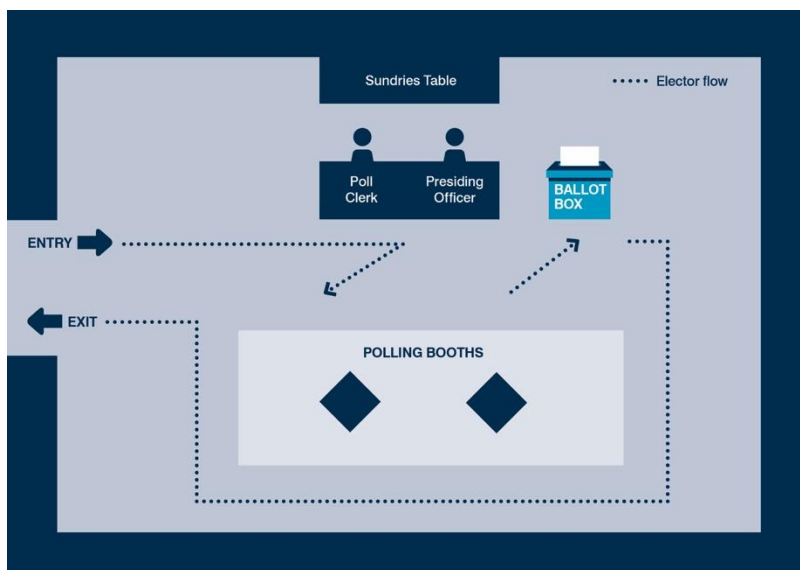 Sundries Table
Elector flow
Poll
Clerk
Presiding
Officer
BALLOT
BOX
ENTRY
EXIT
POLLING BOOTHS